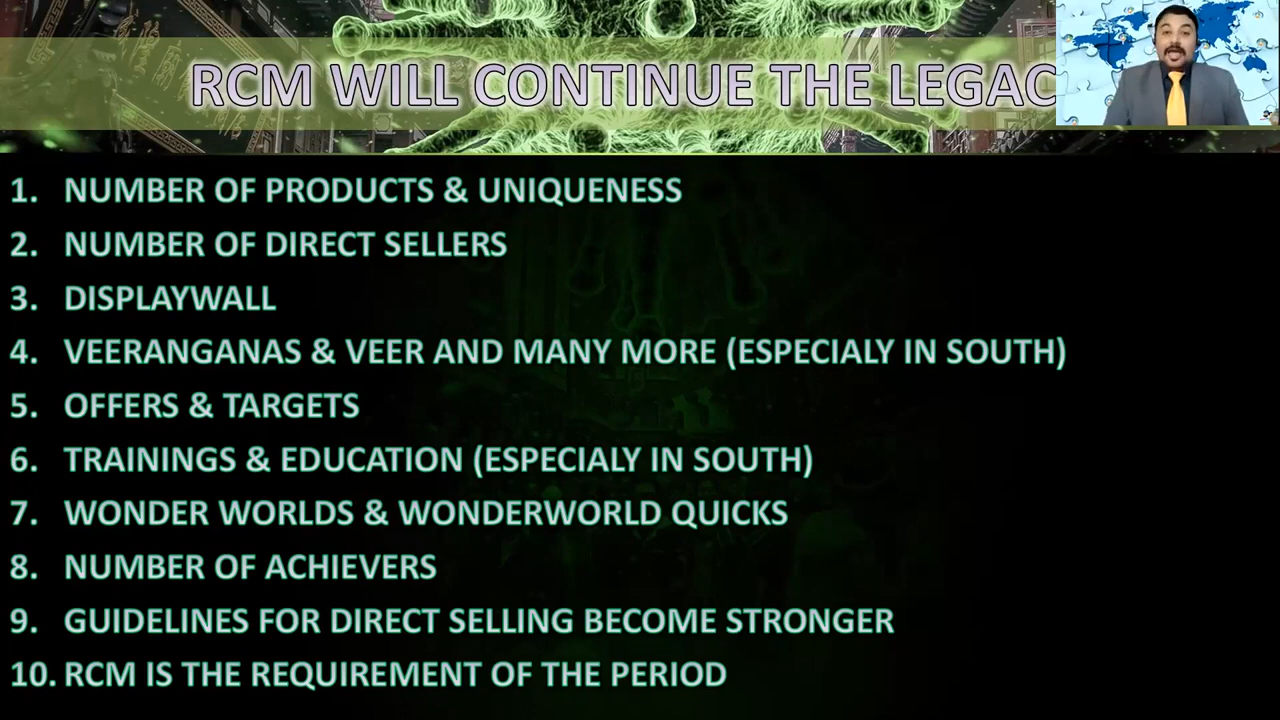 RCM WILL CONTINUE THE LEGAC
1. NUMBER OF PRODUCTS & UNIQUENESS
2. NUMBER OF DIRECT SELLERS
3. DISPLAYWALL
4. VEERANGANAS & VEER AND MANY MORE (ESPECIALY IN SOUTH)
5. OFFERS & TARGETS
6. TRAININGS & EDUCATION (ESPECIALY IN SOUTH)
7. WONDER WORLDS & WONDERWORLD QUICKS
8. NUMBER OF ACHIEVERS
9. GUIDELINES FOR DIRECT SELLING BECOME STRONGER
10. RCM IS THE REQUIREMENT OF THE PERIOD